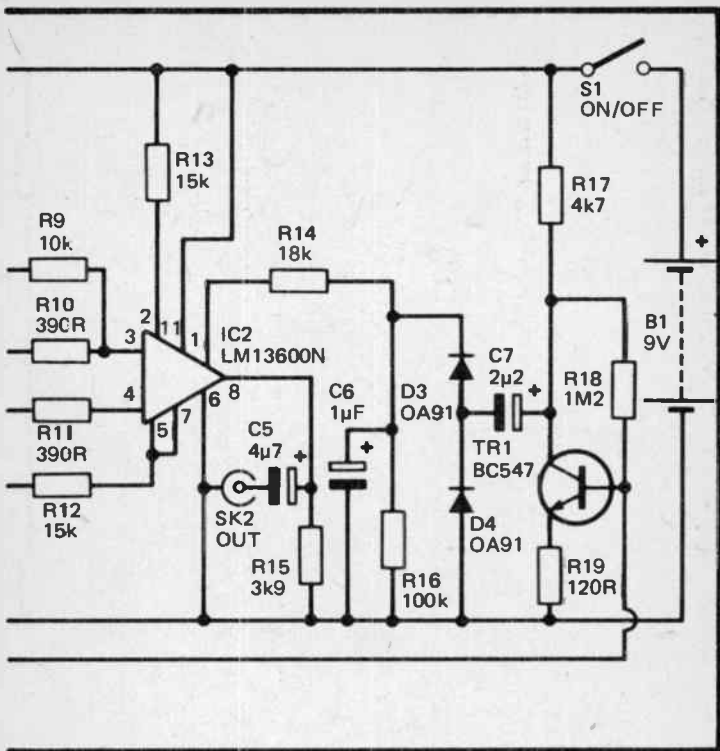 S1
ON/OFF
R13
15k
R17
4k7
R9
10k
R14
18k
+
R10
390R
2
11
1
IC2
LM13600N
3
8
C7
2µ2
B1
9V
4
6
C6
1µF
D3
OA91
+
R18
1M2
R11
390R
5
7
C5
4µ7
+
+
TR1
BC547
R12
15k
SK2
OUT
D4
OA91
R15
3k9
R16
100k
R19
120R